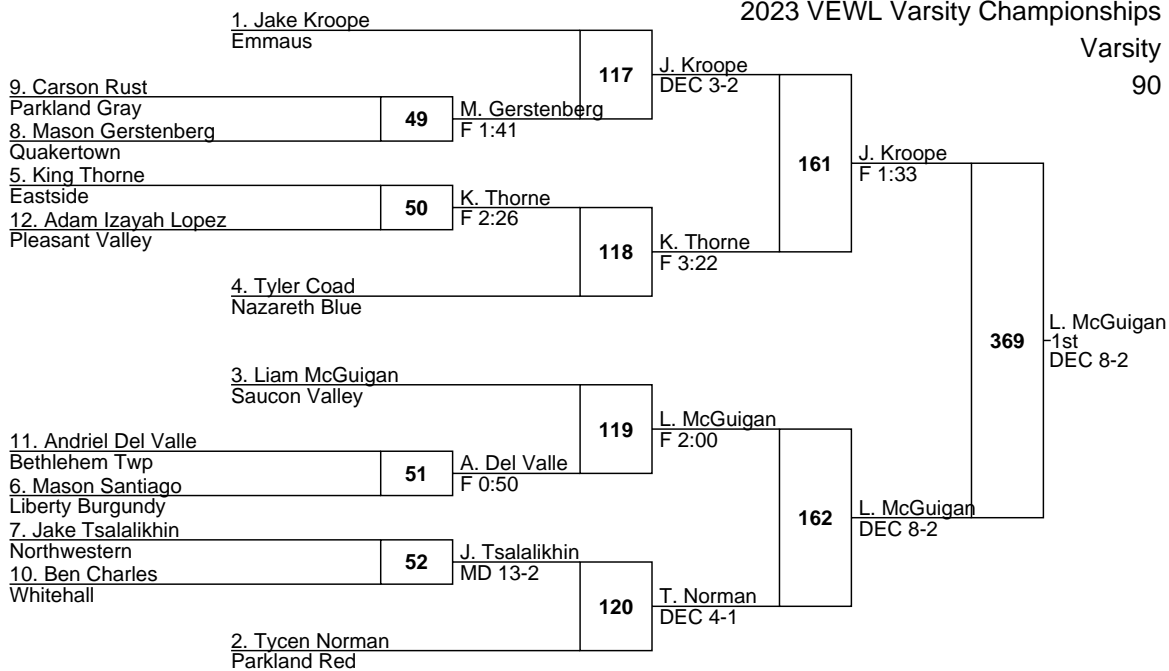 2023 VEWL Varsity Championships
Varsity
90
1. Jake Kroope
Emmaus
117
J. Kroope
DEC 3-2
9. Carson Rust
Parkland Gray
49
M. Gerstenberg
F 1:41
8. Mason Gerstenberg
Quakertown
161
J. Kroope
F 1:33
5. King Thorne
Eastside
50
K. Thorne
F 2:26
12. Adam Izayah Lopez
Pleasant Valley
118
K. Thorne
F 3:22
4. Tyler Coad
Nazareth Blue
369
L. McGuigan
1st
DEC 8-2
3. Liam McGuigan
Saucon Valley
119
L. McGuigan
F 2:00
11. Andriel Del Valle
Bethlehem Twp
51
A. Del Valle
F 0:50
6. Mason Santiago
Liberty Burgundy
162
L. McGuigan
DEC 8-2
7. Jake Tsalalikhin
Northwestern
52
J. Tsalalikhin
MD 13-2
10. Ben Charles
Whitehall
120
T. Norman
DEC 4-1
2. Tycen Norman
Parkland Red